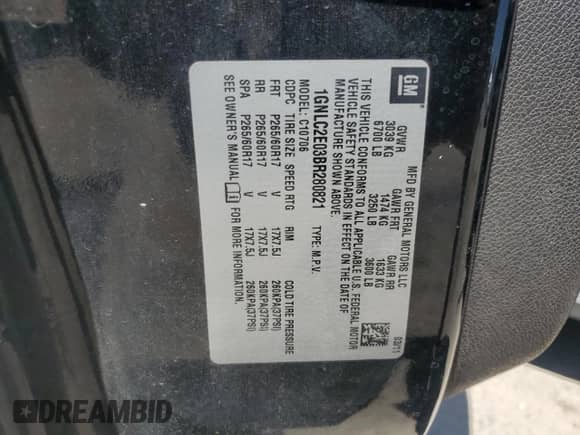 GM
MFD BY GENERAL MOTORS LLC
03/11
GVWR GAWR FRT GAWR RR
3039 KG 1474 KG 1633 KG
6700 LB 3250 LB 3600 LB
THIS VEHICLE CONFORMS TO ALL APPLICABLE U.S. FEDERAL MOTOR
VEHICLE SAFETY STANDARDS IN EFFECT ON THE DATE OF
MANUFACTURE SHOWN ABOVE.
1GNLC2E03BR280821 TYPE: M.P.V.
MODEL: C10706
CDPC TIRE SIZE SPEED RTG RIM COLD TIRE PRESSURE
FRT P265/60R17 V 17X7.5J 260KPA(37PSI)
RR P265/60R17 V 17X7.5J 260KPA(37PSI)
SPA P265/60R17 V 17X7.5J 260KPA(37PSI)
SEE OWNER'S MANUAL i FOR MORE INFORMATION.
DREAMBID